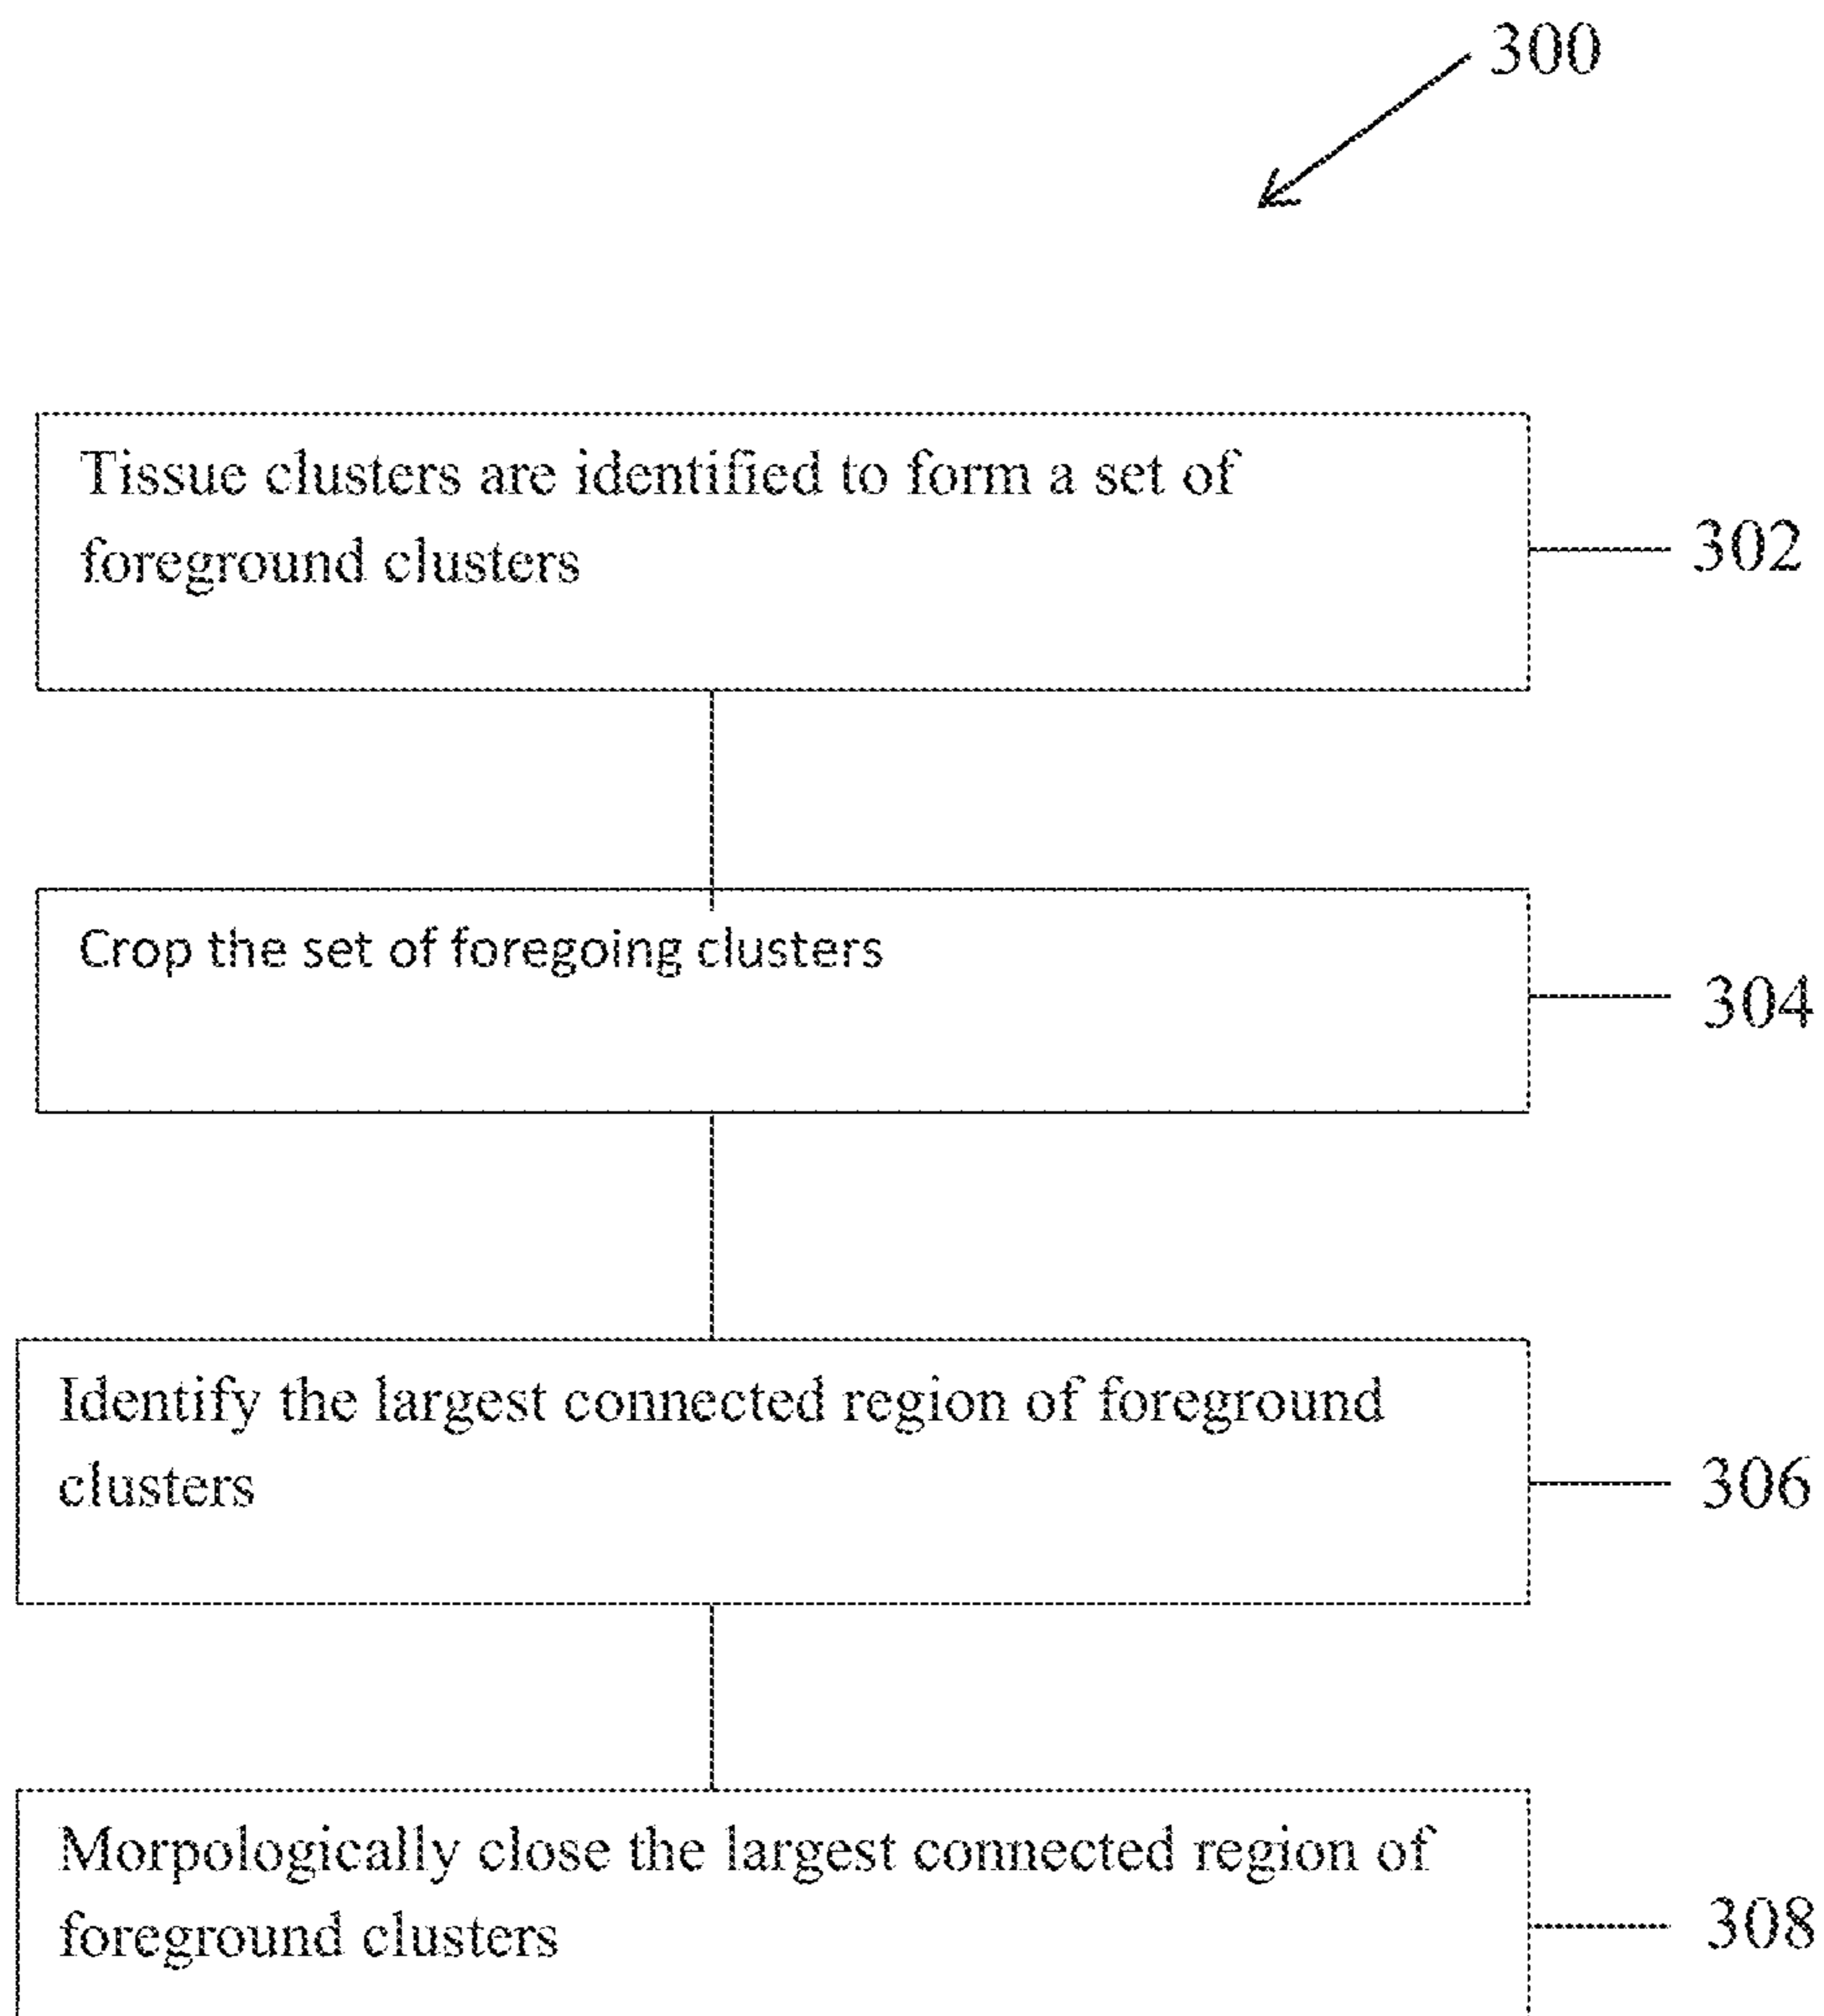 300
Tissue clusters are identified to form a set of
foreground clusters
302
Crop the set of foregoing clusters
304
Identify the largest connected region of foreground
clusters
306
Morpologically close the largest connected region of
foreground clusters
308